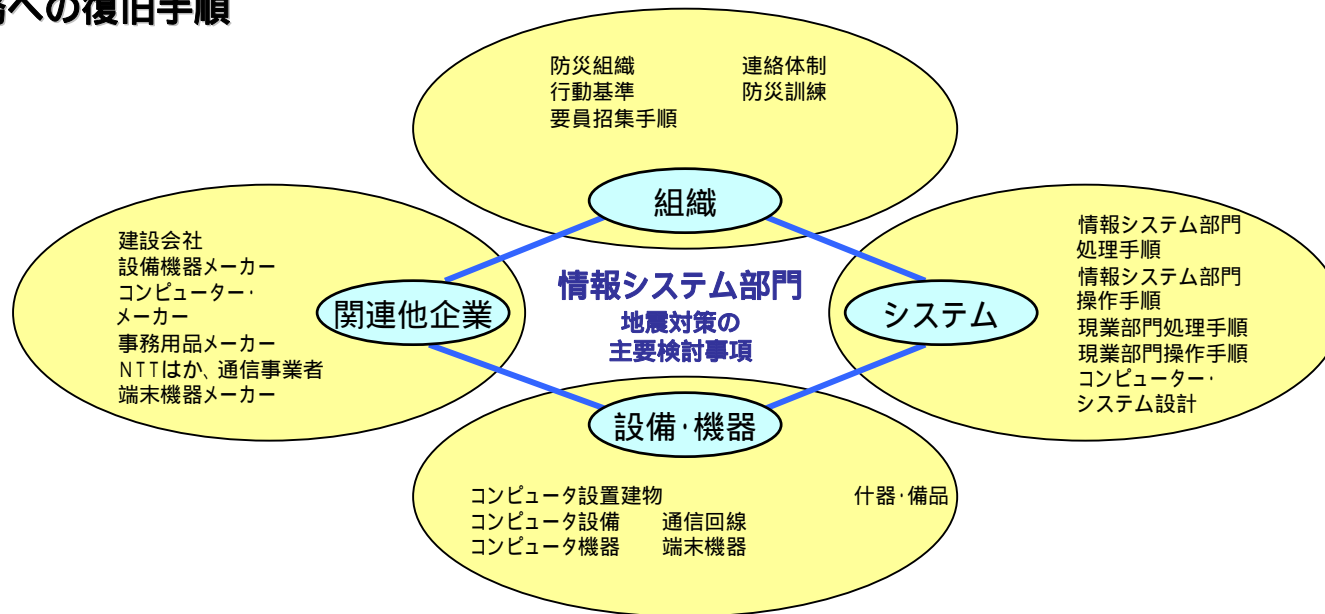 務への復旧手順
防災組織 連絡体制
行動基準 防災訓練
要員招集手順
組織
建設会社
設備機器メーカー
コンピューター・
メーカー
事務用品メーカー
NTTはか、通信事業者
端末機器メーカー
関連他企業
情報システム部門
地震対策の
主要検討事項
システム
情報システム部門
処理手順
情報システム部門
操作手順
現業部門処理手順
現業部門操作手順
コンピューター・
システム設計
設備・機器
コンピュータ設置建物 什器・備品
コンピュータ設備 通信回線
コンピュータ機器 端末機器